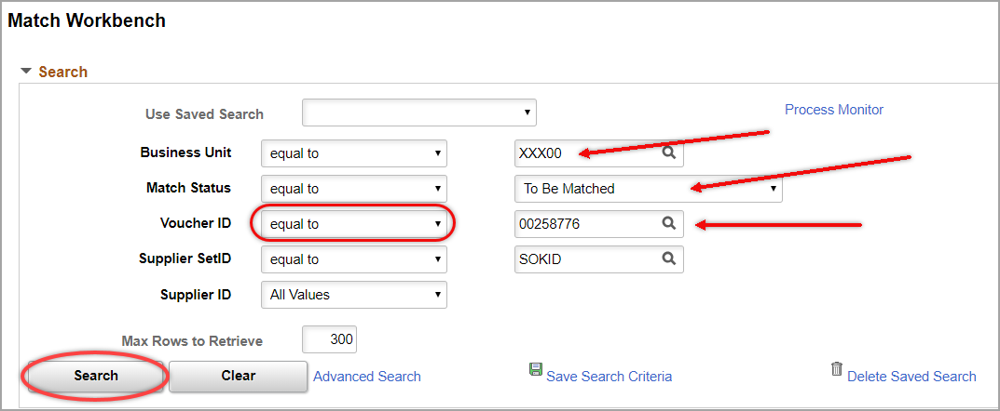 Match Workbench
Search
Use Saved Search
Process Monitor
Business Unit equal to XXX00
Match Status equal to To Be Matched
Voucher ID equal to 00258776
Supplier SetID equal to SOKID
Supplier ID All Values
Max Rows to Retrieve 300
Search Clear Advanced Search Save Search Criteria Delete Saved Search